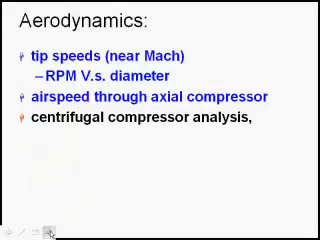 Aerodynamics:
tip speeds (near Mach)
–RPM V.s. diameter
airspeed through axial compressor
centrifugal compressor analysis,